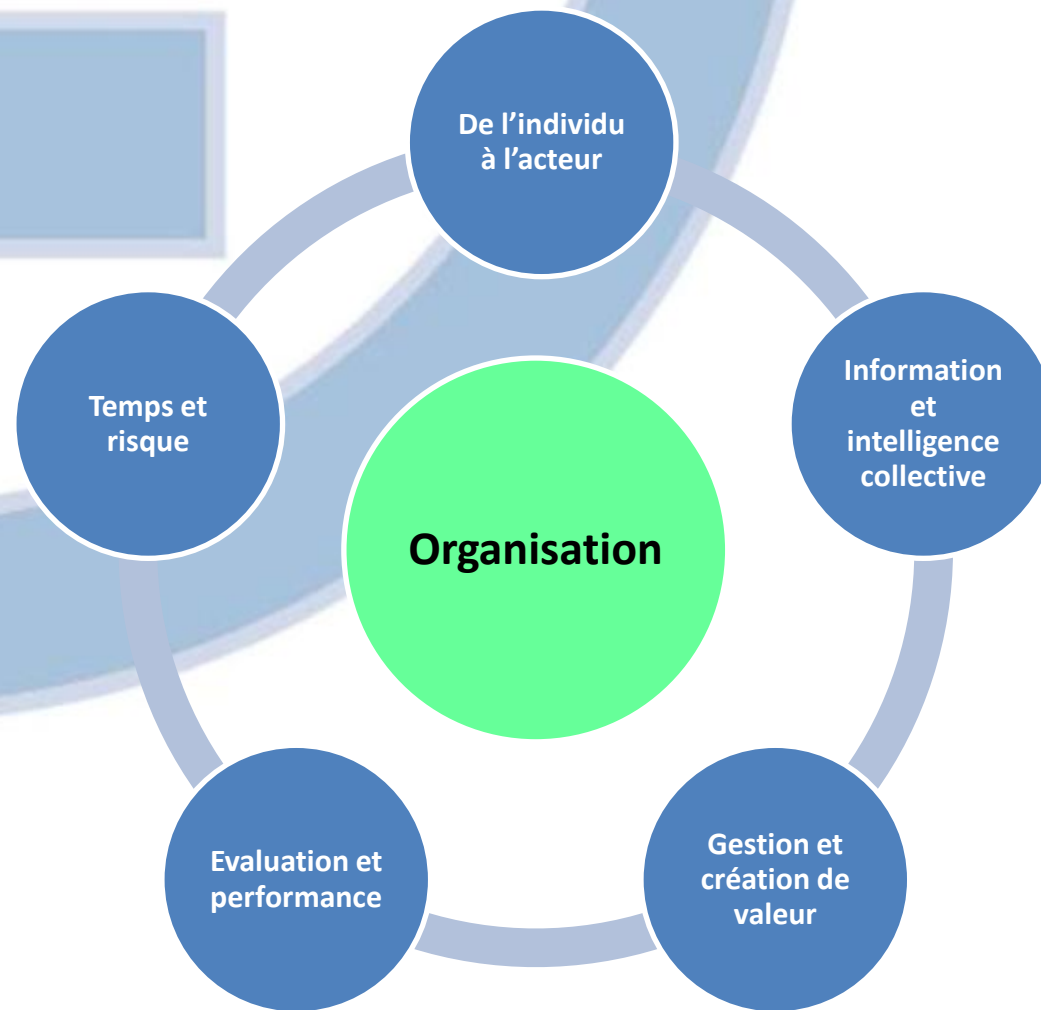 De l’individu
à l’acteur
Information
et
intelligence
collective
Temps et
risque
Organisation
Gestion et
création de
valeur
Evaluation et
performance